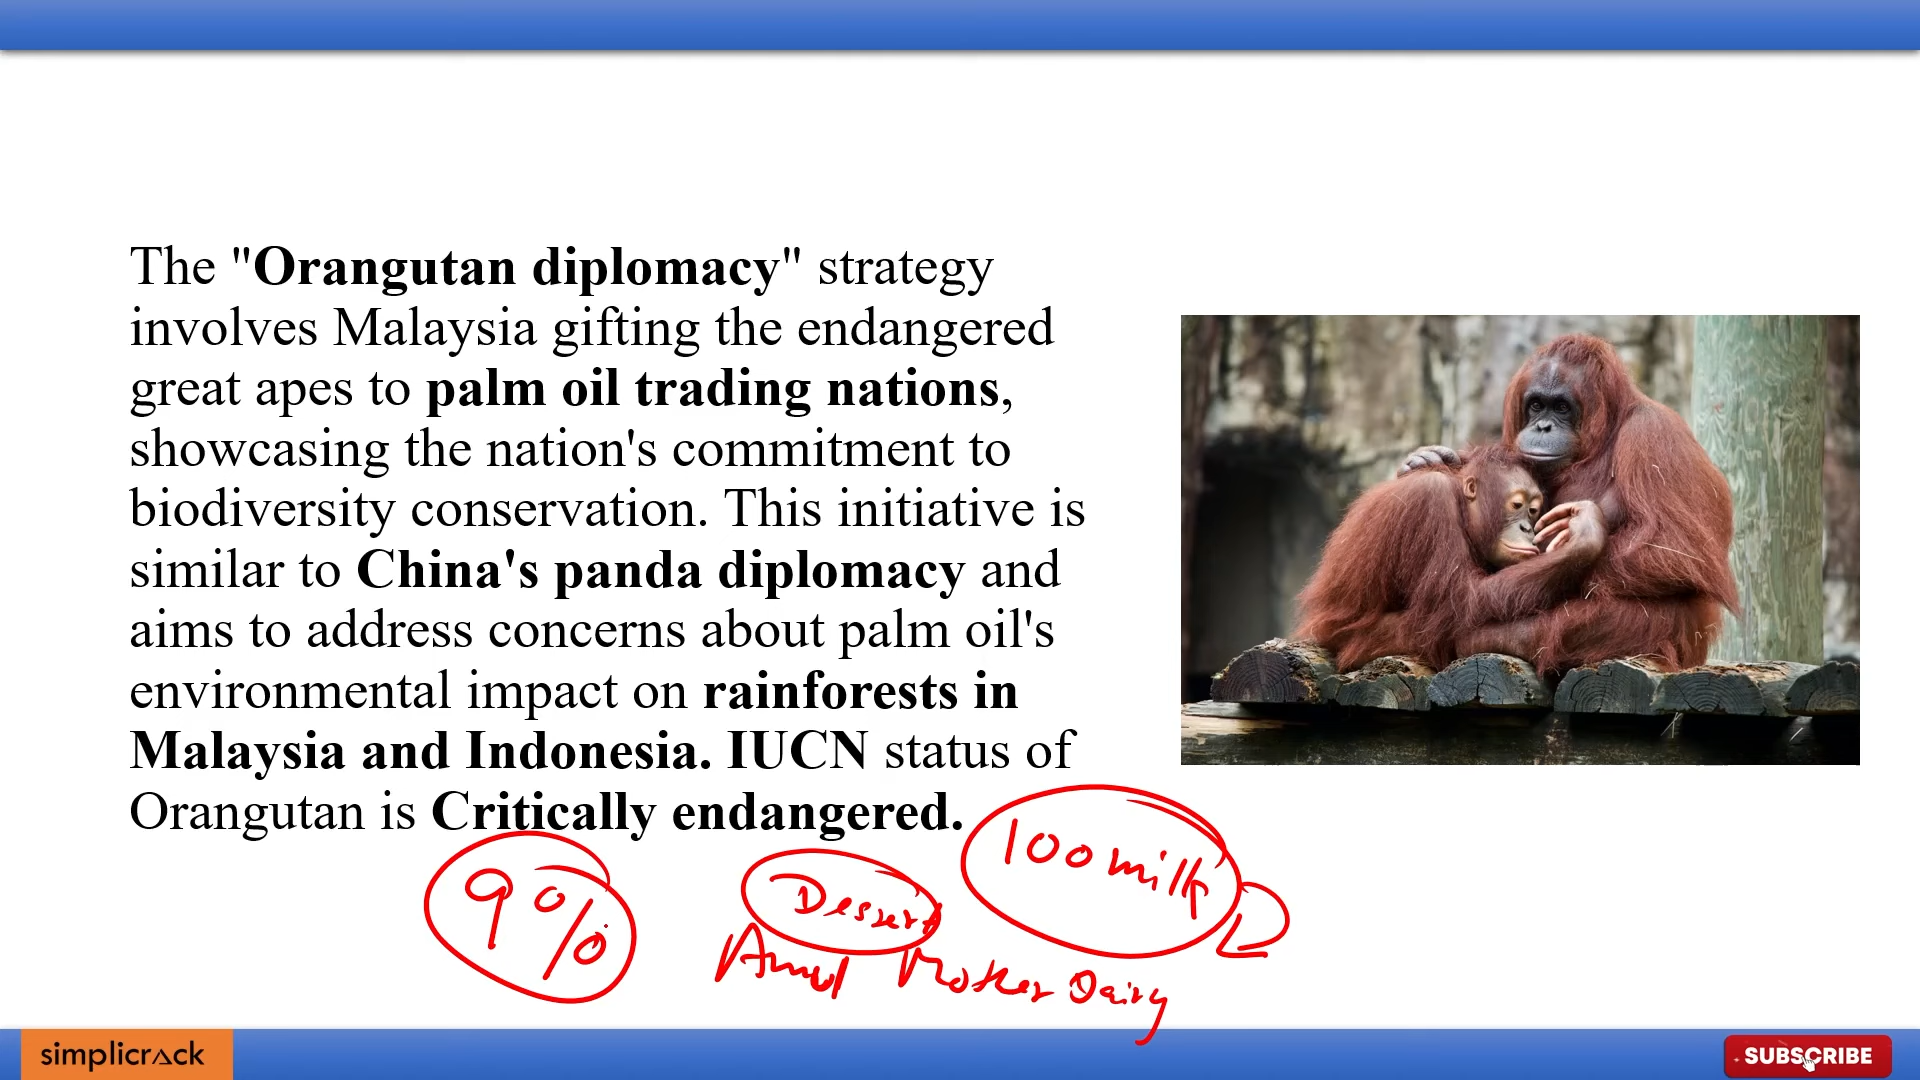 The "Orangutan diplomacy" strategy
involves Malaysia gifting the endangered
great apes to palm oil trading nations,
showcasing the nation's commitment to
biodiversity conservation. This initiative is
similar to China's panda diplomacy and
aims to address concerns about palm oil's
environmental impact on rainforests in
Malaysia and Indonesia. IUCN status of
Orangutan is Critically endangered.
9% Dessert 100 milk
Amul Mother Dairy
simplicrack
SUBSCRIBE